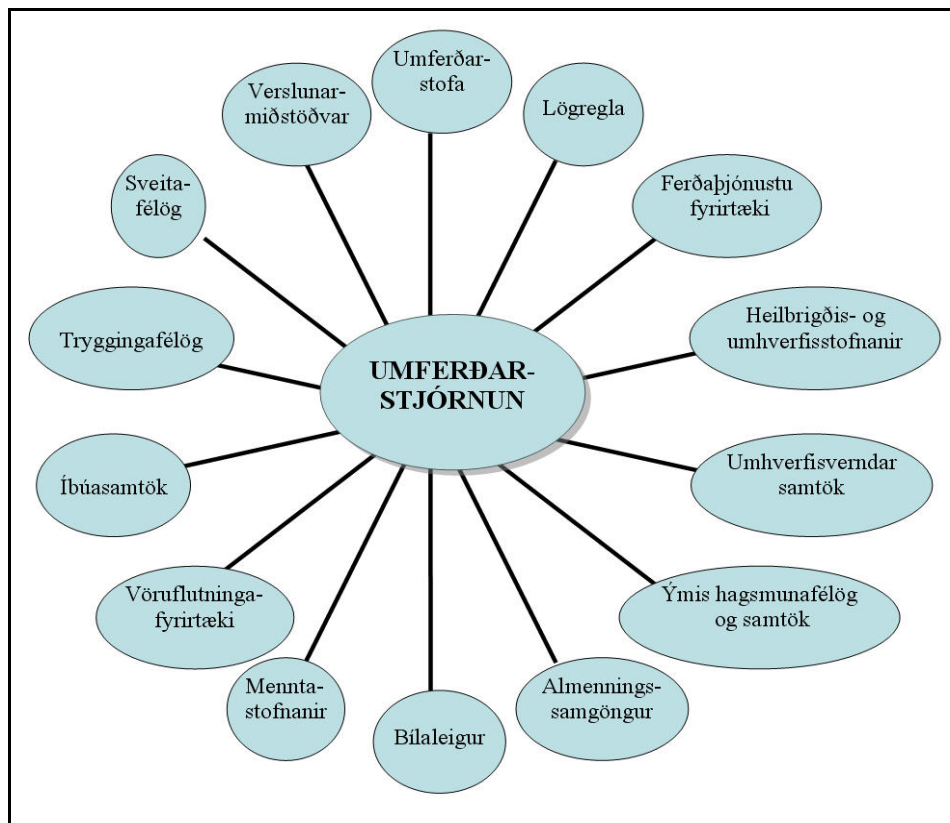 Umferðar-
stofa
Lögregla
Ferðaþjónustu
fyrirtæki
Heilbrigðis- og
umhverfisstofnanir
Umhverfisverndar
samtök
Ýmis hagsmunafélög
og samtök
Almennings-
samgöngur
Bílaleigur
Mennta-
stofnanir
Vöruflutninga-
fyrirtæki
Íbúasamtök
Tryggingafélög
Sveita-
félög
Verslunar-
miðstöðvar
UMFERÐAR-
STJÓRNUN